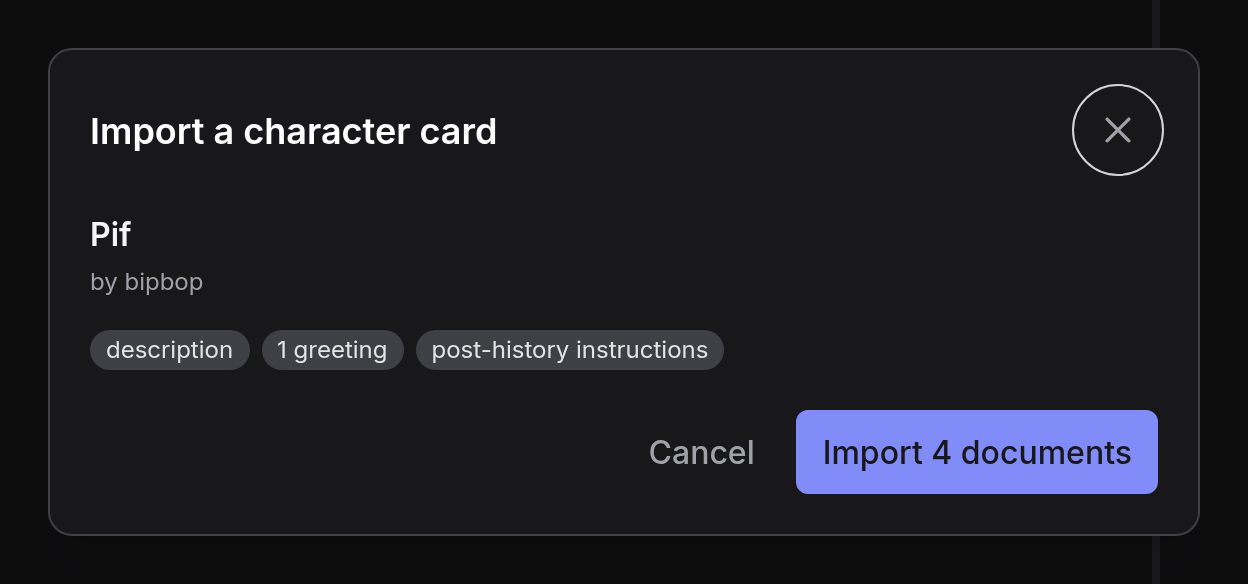 Import a character card
Pif
by bipbop
description 1 greeting post-history instructions
Cancel Import 4 documents